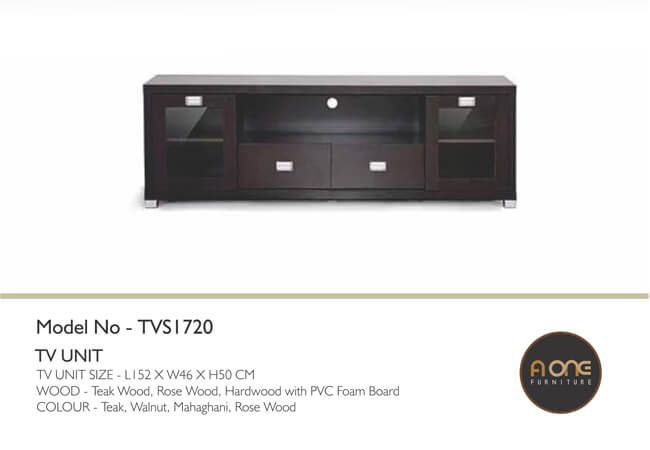 Model No - TVS1720
TV UNIT
TV UNIT SIZE - L152 X W46 X H50 CM
WOOD - Teak Wood, Rose Wood, Hardwood with PVC Foam Board
COLOUR - Teak, Walnut, Mahaghani, Rose Wood
A ONE
FURNITURE